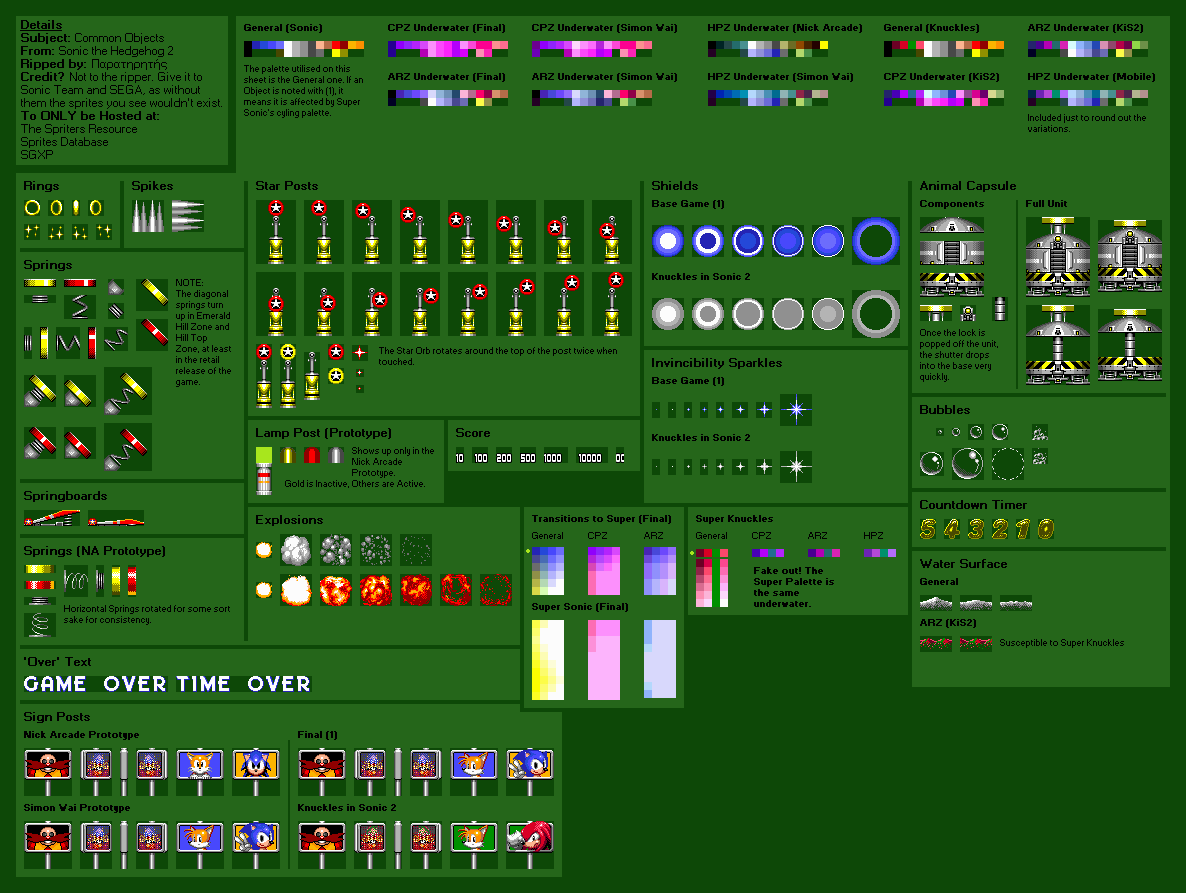 Details
Subject: Common Objects
From: Sonic the Hedgehog 2
Ripped by: Παρατηρητής
Credit? Not to the ripper. Give it to
Sonic Team and SEGA, as without
them the sprites you see wouldn't exist.
To ONLY be Hosted at:
The Spriters Resource
Sprites Database
SGXP
General (Sonic)
The palette utilised on this
sheet is the General one. If an
Object is noted with (1), it
means it is affected by Super
Sonic's cyling palette.
CPZ Underwater (Final)
CPZ Underwater (Simon Wai)
HPZ Underwater (Nick Arcade)
General (Knuckles)
ARZ Underwater (KiS2)
ARZ Underwater (Final)
ARZ Underwater (Simon Wai)
HPZ Underwater (Simon Wai)
CPZ Underwater (KiS2)
HPZ Underwater (Mobile)
Included just to round out the
variations.
Rings
Spikes
Springs
NOTE:
The diagonal
springs turn
up in Emerald
Hill Zone and
Hill Top
Zone, at least
in the retail
release of the
game.
Springboards
Springs (NA Prototype)
Horizontal Springs rotated for some sort
sake for consistency.
Star Posts
The Star Orb rotates around the top of the post twice when
touched.
Lamp Post (Prototype)
Shows up only in the
Nick Arcade
Prototype.
Gold is Inactive, Others are Active.
Score
10 100 200 500 1000 10000 00
Explosions
Shields
Base Game (1)
Knuckles in Sonic 2
Invincibility Sparkles
Base Game (1)
Knuckles in Sonic 2
Transitions to Super (Final)
General CPZ ARZ
Super Sonic (Final)
Super Knuckles
General CPZ ARZ HPZ
Fake out! The
Super Palette is
the same
underwater.
Animal Capsule
Components
Full Unit
Once the lock is
popped off the unit,
the shutter drops
into the base very
quickly.
Bubbles
Countdown Timer
5 4 3 2 1 0
Water Surface
General
ARZ (KiS2)
Susceptible to Super Knuckles
'Over' Text
GAME OVER TIME OVER
Sign Posts
Nick Arcade Prototype
Final (1)
Simon Wai Prototype
Knuckles in Sonic 2